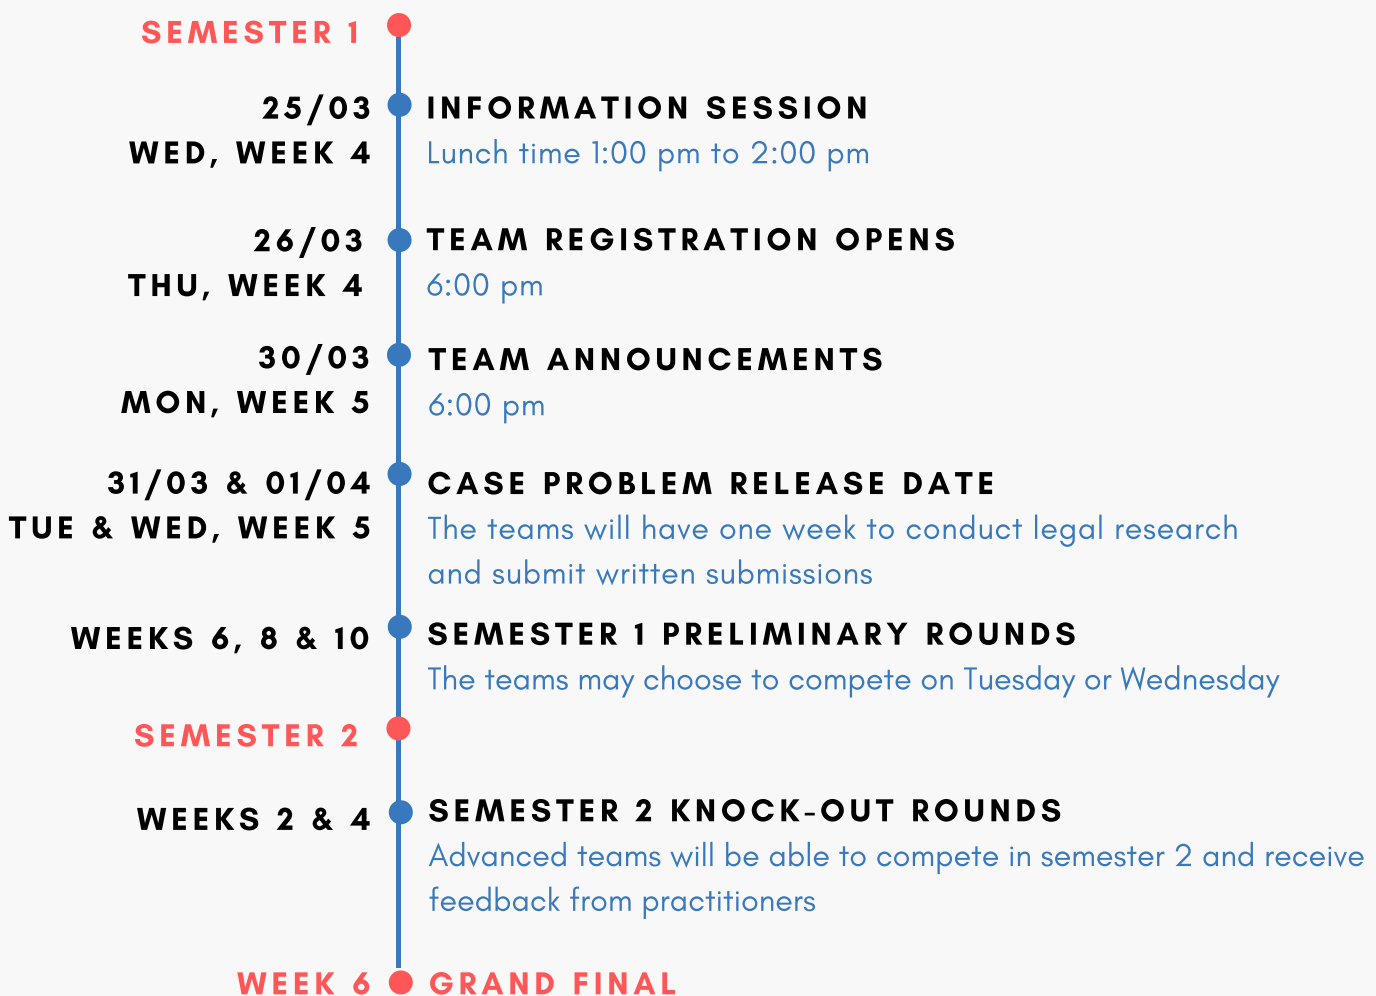 SEMESTER 1
25/03
WED, WEEK 4
INFORMATION SESSION
Lunch time 1:00 pm to 2:00 pm
26/03
THU, WEEK 4
TEAM REGISTRATION OPENS
6:00 pm
30/03
MON, WEEK 5
TEAM ANNOUNCEMENTS
6:00 pm
31/03 & 01/04
TUE & WED, WEEK 5
CASE PROBLEM RELEASE DATE
The teams will have one week to conduct legal research
and submit written submissions
WEEKS 6, 8 & 10
SEMESTER 1 PRELIMINARY ROUNDS
The teams may choose to compete on Tuesday or Wednesday
SEMESTER 2
WEEKS 2 & 4
SEMESTER 2 KNOCK-OUT ROUNDS
Advanced teams will be able to compete in semester 2 and receive
feedback from practitioners
WEEK 6
GRAND FINAL